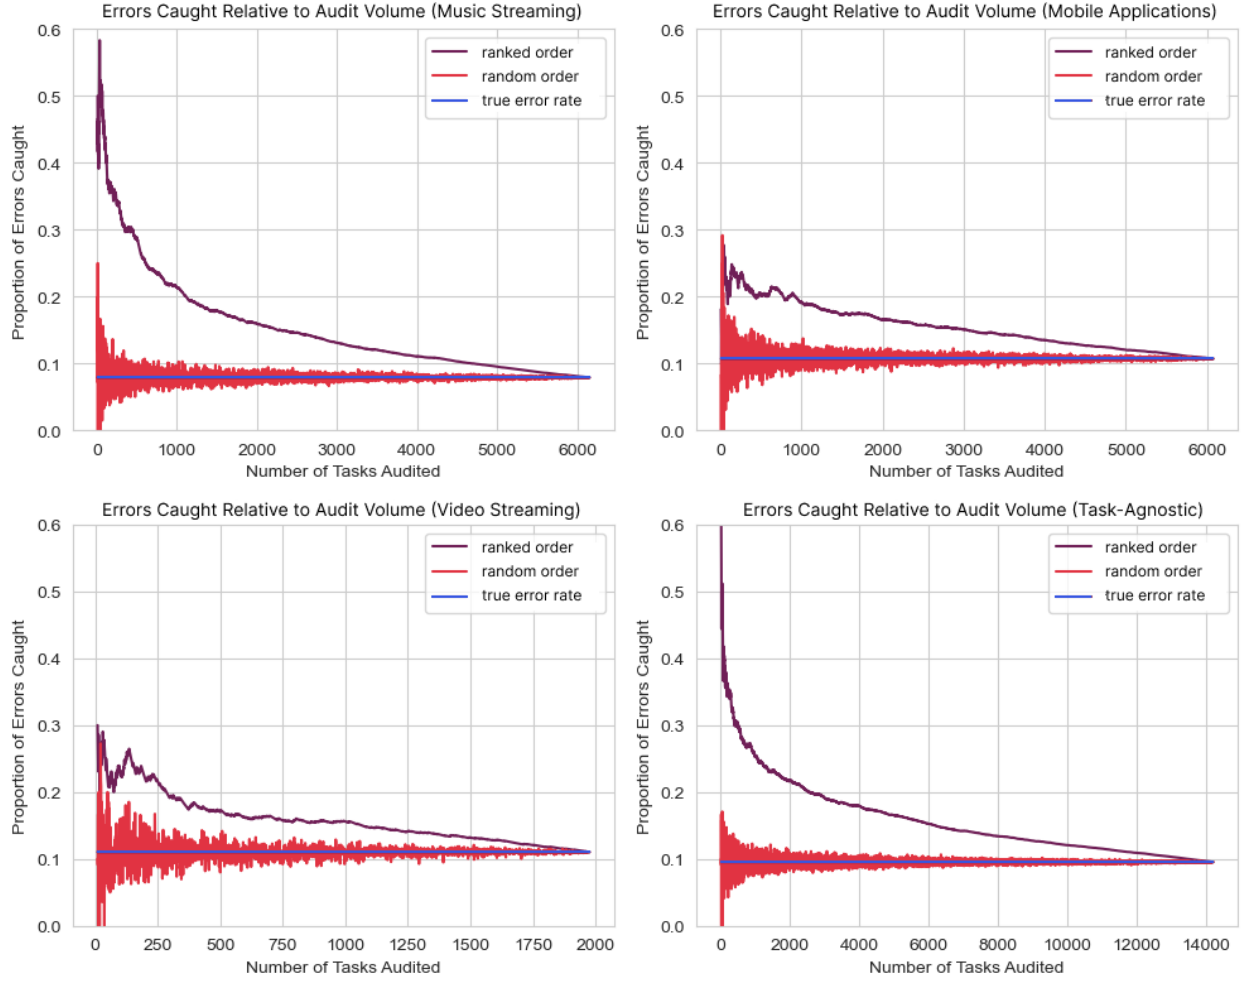 Errors Caught Relative to Audit Volume (Music Streaming)
0.6
0.5
0.4
0.3
0.2
0.1
0.0
Proportion of Errors Caught
ranked order
random order
true error rate
0 1000 2000 3000 4000 5000 6000
Number of Tasks Audited
Errors Caught Relative to Audit Volume (Mobile Applications)
0.6
0.5
0.4
0.3
0.2
0.1
0.0
Proportion of Errors Caught
ranked order
random order
true error rate
0 1000 2000 3000 4000 5000 6000
Number of Tasks Audited
Errors Caught Relative to Audit Volume (Video Streaming)
0.6
0.5
0.4
0.3
0.2
0.1
0.0
Proportion of Errors Caught
ranked order
random order
true error rate
0 250 500 750 1000 1250 1500 1750 2000
Number of Tasks Audited
Errors Caught Relative to Audit Volume (Task-Agnostic)
0.6
0.5
0.4
0.3
0.2
0.1
0.0
Proportion of Errors Caught
ranked order
random order
true error rate
0 2000 4000 6000 8000 10000 12000 14000
Number of Tasks Audited